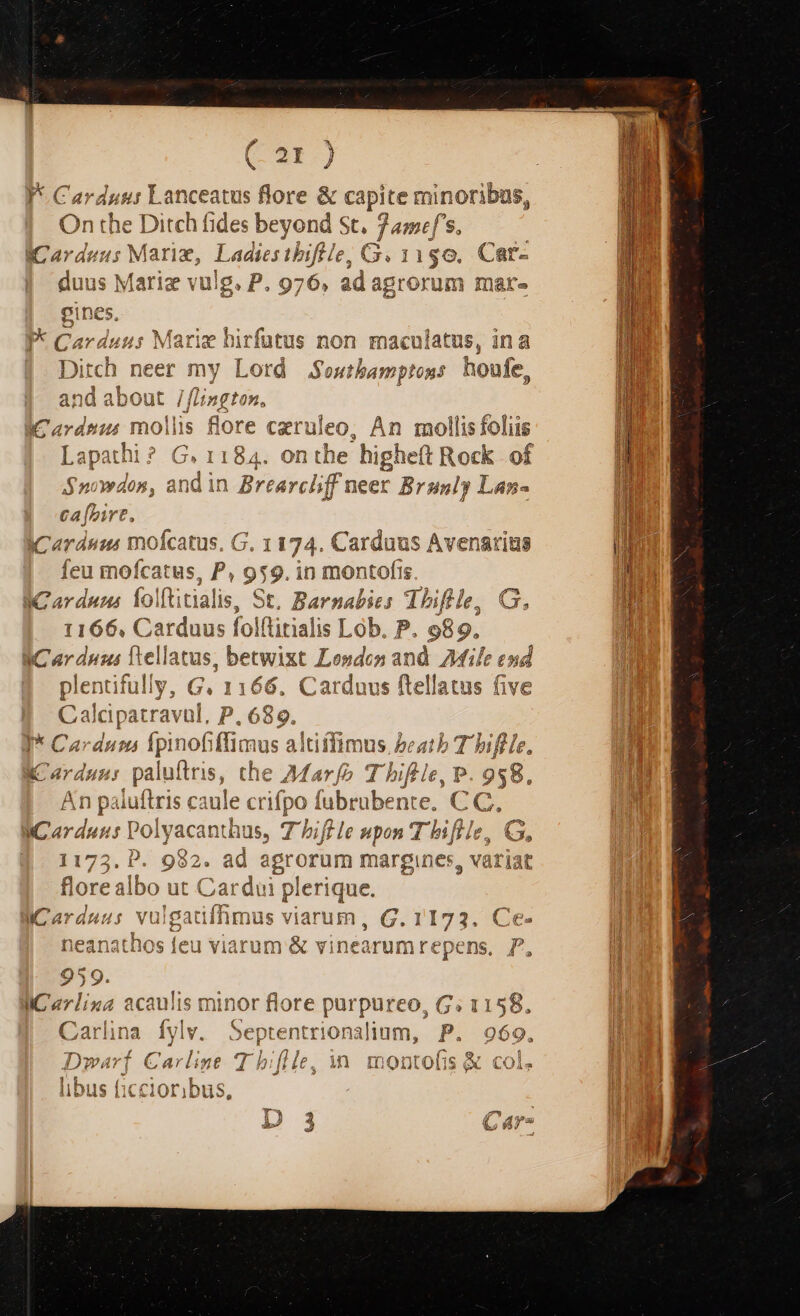 ( 21 )
* Carduus Lanceatus flore & capite minoribus,
On the Ditch ſides beyond St. Jameſ's.
Carduus Mariæ, Ladies thiſtle, G. 1150. Car-
duus Mariæ vulg. P. 976, ad agrorum mar-
gines.
* Carduus Mariæ hirſutus non maculatus, in a
Ditch neer my Lord Southamptons houſe,
and about Iſlington.
Carduus mollis flore cæruleo, An mollis foliis
Lapathi? G. 1184. on the higheſt Rock of
Snowdon, and in Brearcliff neer Brunly Lan-
caſhire.
Carduus moſcatus. G. 1174. Carduus Avenarius
ſeu moſcatus, P, 959. in montoſis.
Carduus ſolſtitialis, St. Barnabies Thiſtle, G.
1166. Carduus ſolſtitialis Lob. P. 989.
Carduus ſtellatus, betwixt London and Mile end
plentifully, G. 1166. Carduus ſtellatus ſive
Calcipatravul. P. 689.
* Carduus ſpinoſiſſimus altiſſimus, heath Thiſtle.
Carduus paluſtris, the Marſh Thiſtle, P. 958.
An paluſtris caule criſpo ſubrubente. CC.
Carduus Polyacanthus, Thiſtle upon Thiſtle, G.
1173. P. 982. ad agrorum margines, variat
flore albo ut Cardui plerique.
Carduus vulgatiſſimus viarum, G. 1173. Ce-
neanathos ſeu viarum & vinearum repens. P.
959.
Carlina acaulis minor flore purpureo, G. 1158.
Carlina ſylv. Septentrionalium, P. 969.
Dwarf Carline Thiſtle, in montoſis & col-
libus ſiccioribus,
D 3 Car-